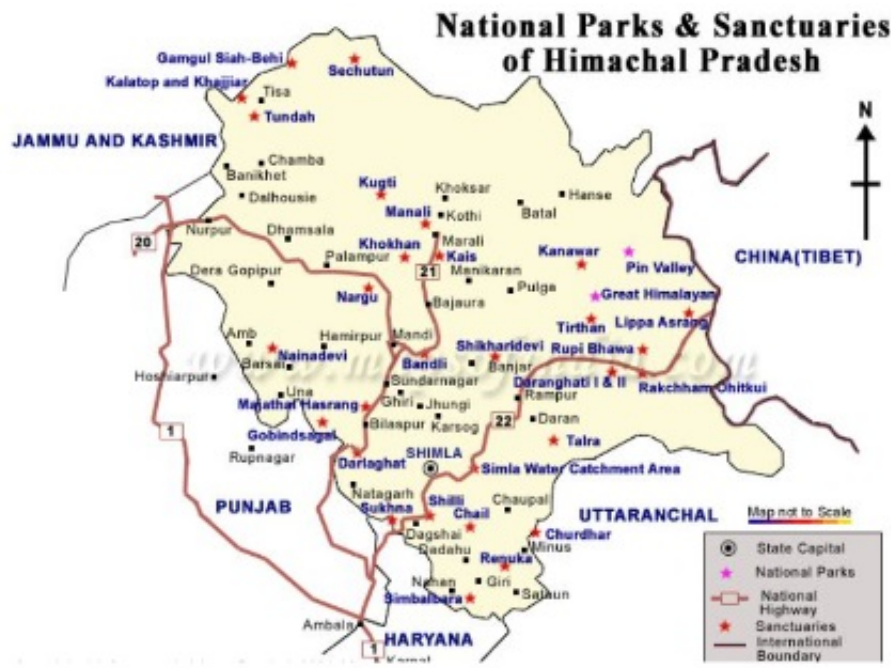 National Parks & Sanctuaries
of Himachal Pradesh
Gamgul Siah-Behi
Sechutun
Kalatop and Khajjiar
Tisa
Tundah
N
JAMMU AND KASHMIR
Chamba
Banikhet
Dalhousie
Kugti
Khoksar
Hanse
Manali
Kothi
Batal
Nurpur
20
Dhamsala
Marali
Khokhan
Kais
Kanawar
Pin Valley
CHINA(TIBET)
Palampur
21
Manikaran
Dera Gopipur
Pulga
Great Himalayan
Nargu
Bajaura
Tirthan
Lippa Asrang
Amb
Hamirpur
Mandi
Shikharidevi
Rupi Bhawa
Nainadevi
Bandli
Banjar
Barsai
Hoshiarpur
Sundarnagar
Daranghati I & II
Rakchham Chitkui
Una
Ghiri
Rampur
Majathal Hasrang
Jhungi
22
Daran
1
Bilaspur
Karsog
Gobindsagal
Talra
Rupnagar
Darlaghat
SHIMLA
Simla Water Catchment Area
Natagarh
PUNJAB
Shilli
Chaupal
UTTARANCHAL
Map not to Scale
Sukhna
Chail
Dagshai
Churdhar
Dadahu
Minus
Renuka
Nahan
Giri
Simbalbara
Sataun
Ambala
HARYANA
1
State Capital
National Parks
National
Highway
Sanctuaries
International
Boundary